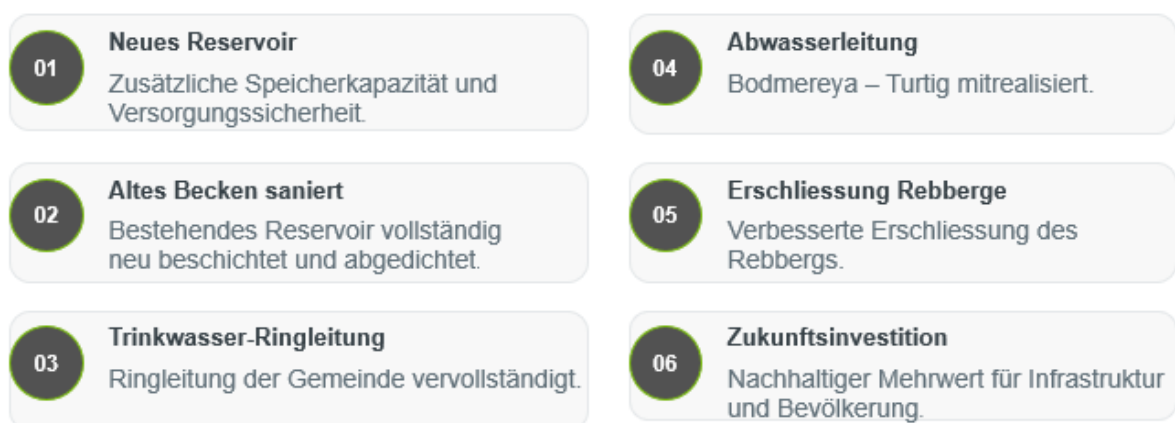 01
Neues Reservoir
Zusätzliche Speicherkapazität und
Versorgungssicherheit.
02
Altes Becken saniert
Bestehendes Reservoir vollständig
neu beschichtet und abgedichtet.
03
Trinkwasser-Ringleitung
Ringleitung der Gemeinde vervollständigt.
04
Abwasserleitung
Bodmereya – Turtig mitrealisiert.
05
Erschliessung Rebberge
Verbesserte Erschliessung des
Rebbergs.
06
Zukunftsinvestition
Nachhaltiger Mehrwert für Infrastruktur
und Bevölkerung.